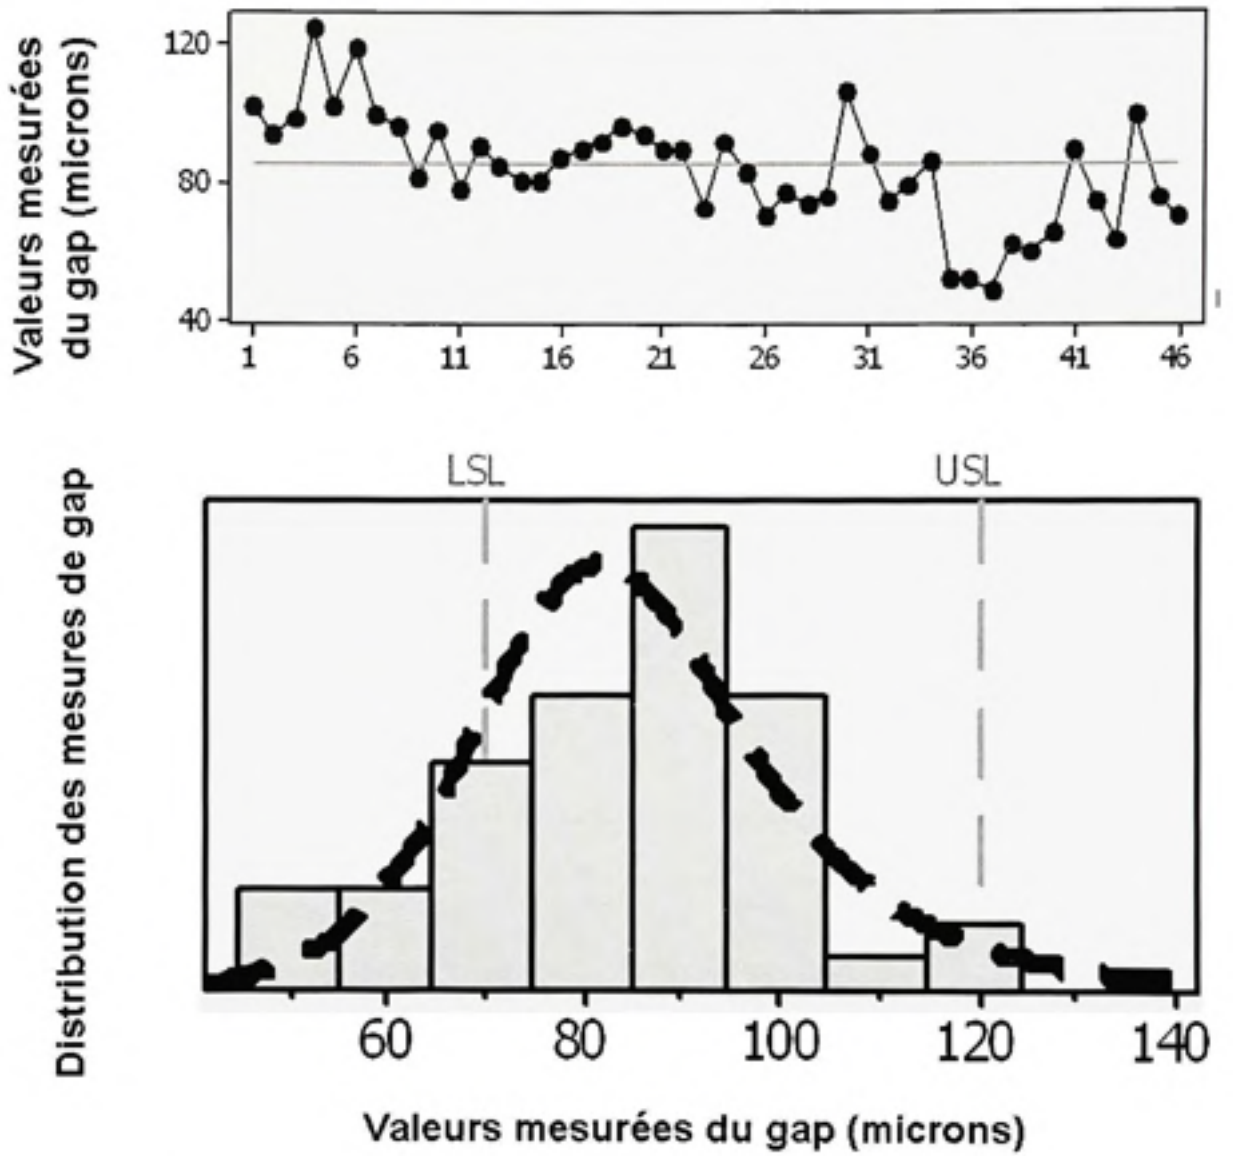 Valeurs mesurées
du gap (microns)
120
80
40
1 6 11 16 21 26 31 36 41 46
LSL USL
Distribution des mesures de gap
60 80 100 120 140
Valeurs mesurées du gap (microns)